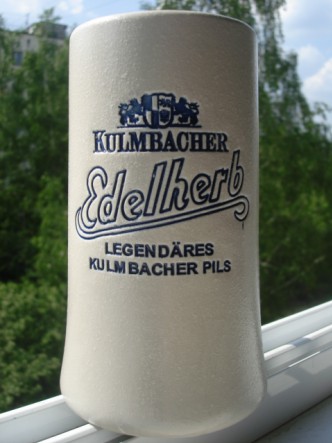 KULMBACHER
Edelherb
LEGENDÄRES
KULMBACHER PILS